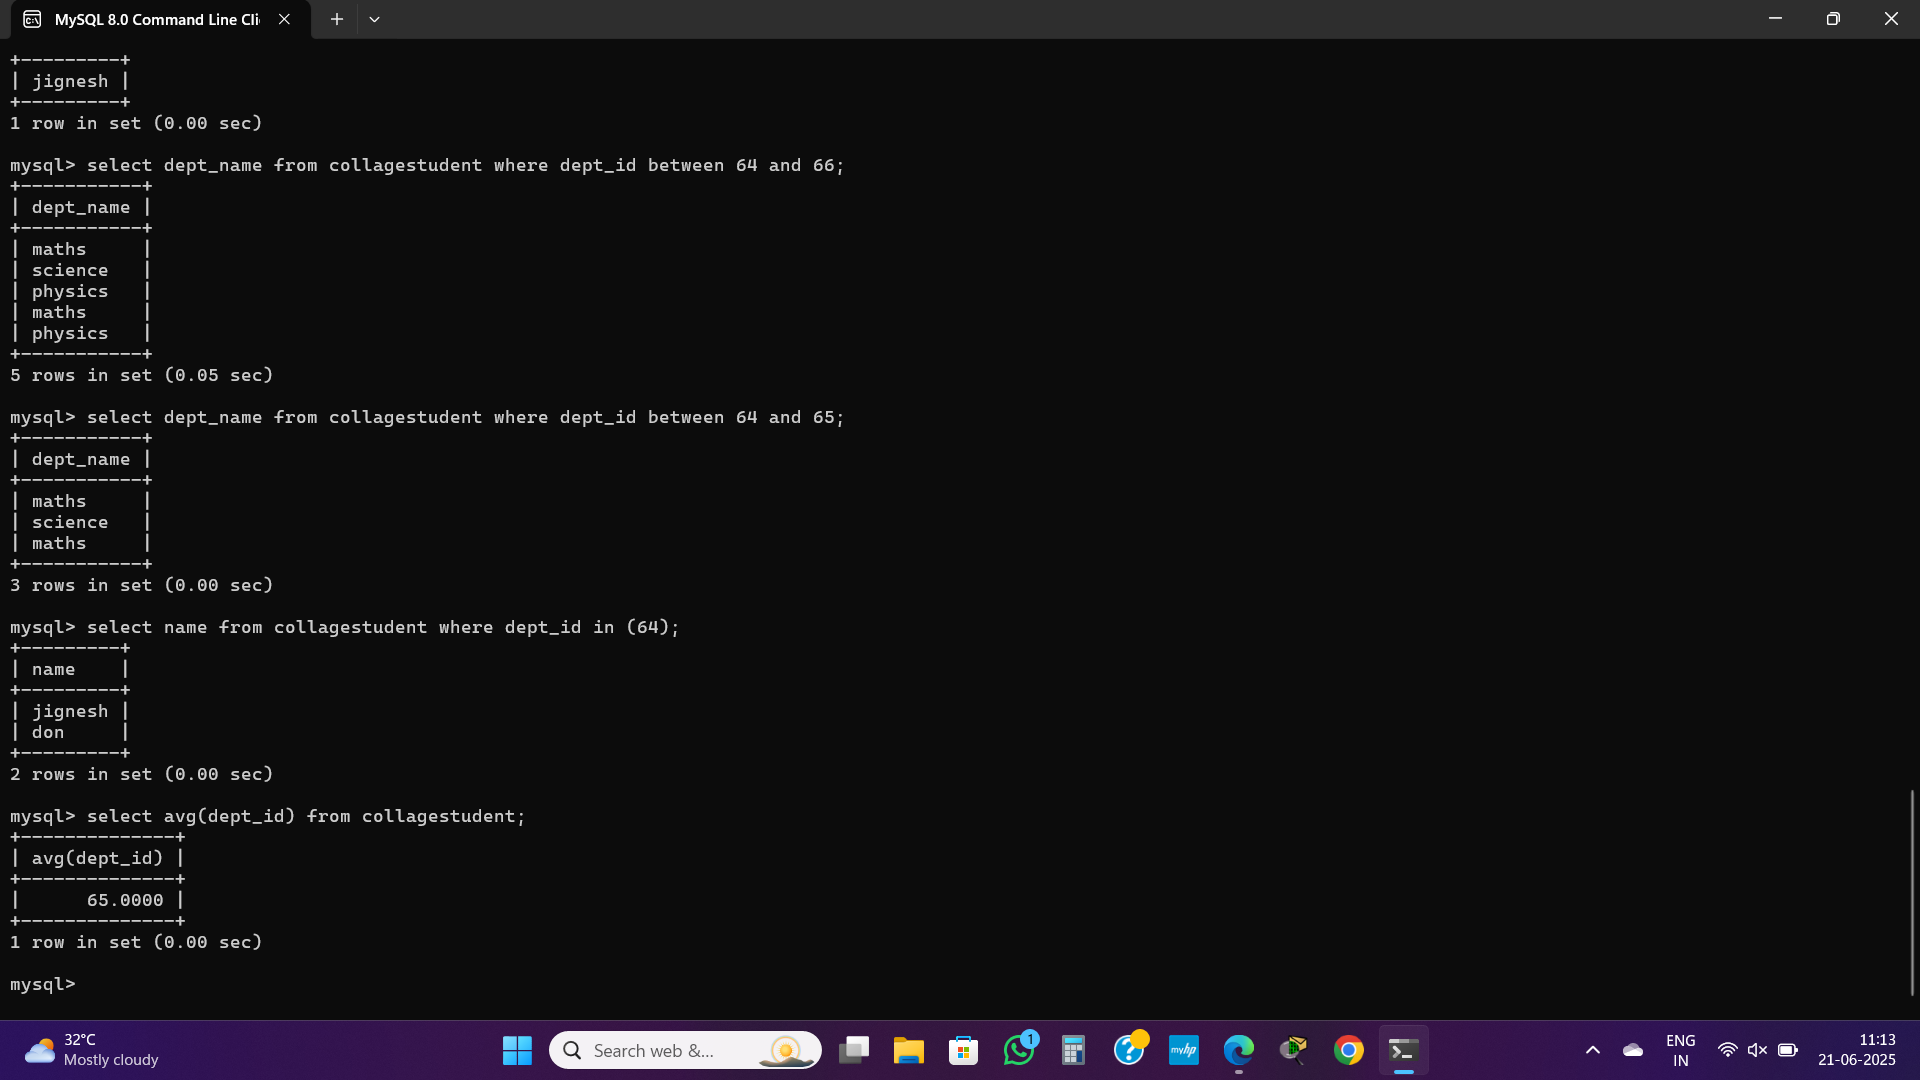 MySQL 8.0 Command Line Cli
+---------+
| jignesh |
+---------+
1 row in set (0.00 sec)
mysql> select dept_name from collagestudent where dept_id between 64 and 66;
+-----------+
| dept_name |
+-----------+
| maths     |
| science   |
| physics   |
| maths     |
| physics   |
+-----------+
5 rows in set (0.05 sec)
mysql> select dept_name from collagestudent where dept_id between 64 and 65;
+-----------+
| dept_name |
+-----------+
| maths     |
| science   |
| maths     |
+-----------+
3 rows in set (0.00 sec)
mysql> select name from collagestudent where dept_id in (64);
+---------+
| name    |
+---------+
| jignesh |
| don     |
+---------+
2 rows in set (0.00 sec)
mysql> select avg(dept_id) from collagestudent;
+--------------+
| avg(dept_id) |
+--------------+
|      65.0000 |
+--------------+
1 row in set (0.00 sec)
mysql>
32°C
Mostly cloudy
Search web &...
1
myhp
ENG
IN
11:13
21-06-2025